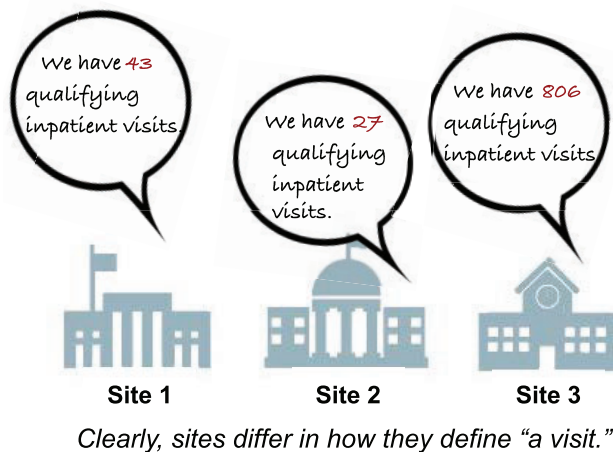 We have 43
qualifying
inpatient visits.
We have 27
qualifying
inpatient
visits.
We have 806
qualifying
inpatient visits
Site 1
Site 2
Site 3
Clearly, sites differ in how they define “a visit.”